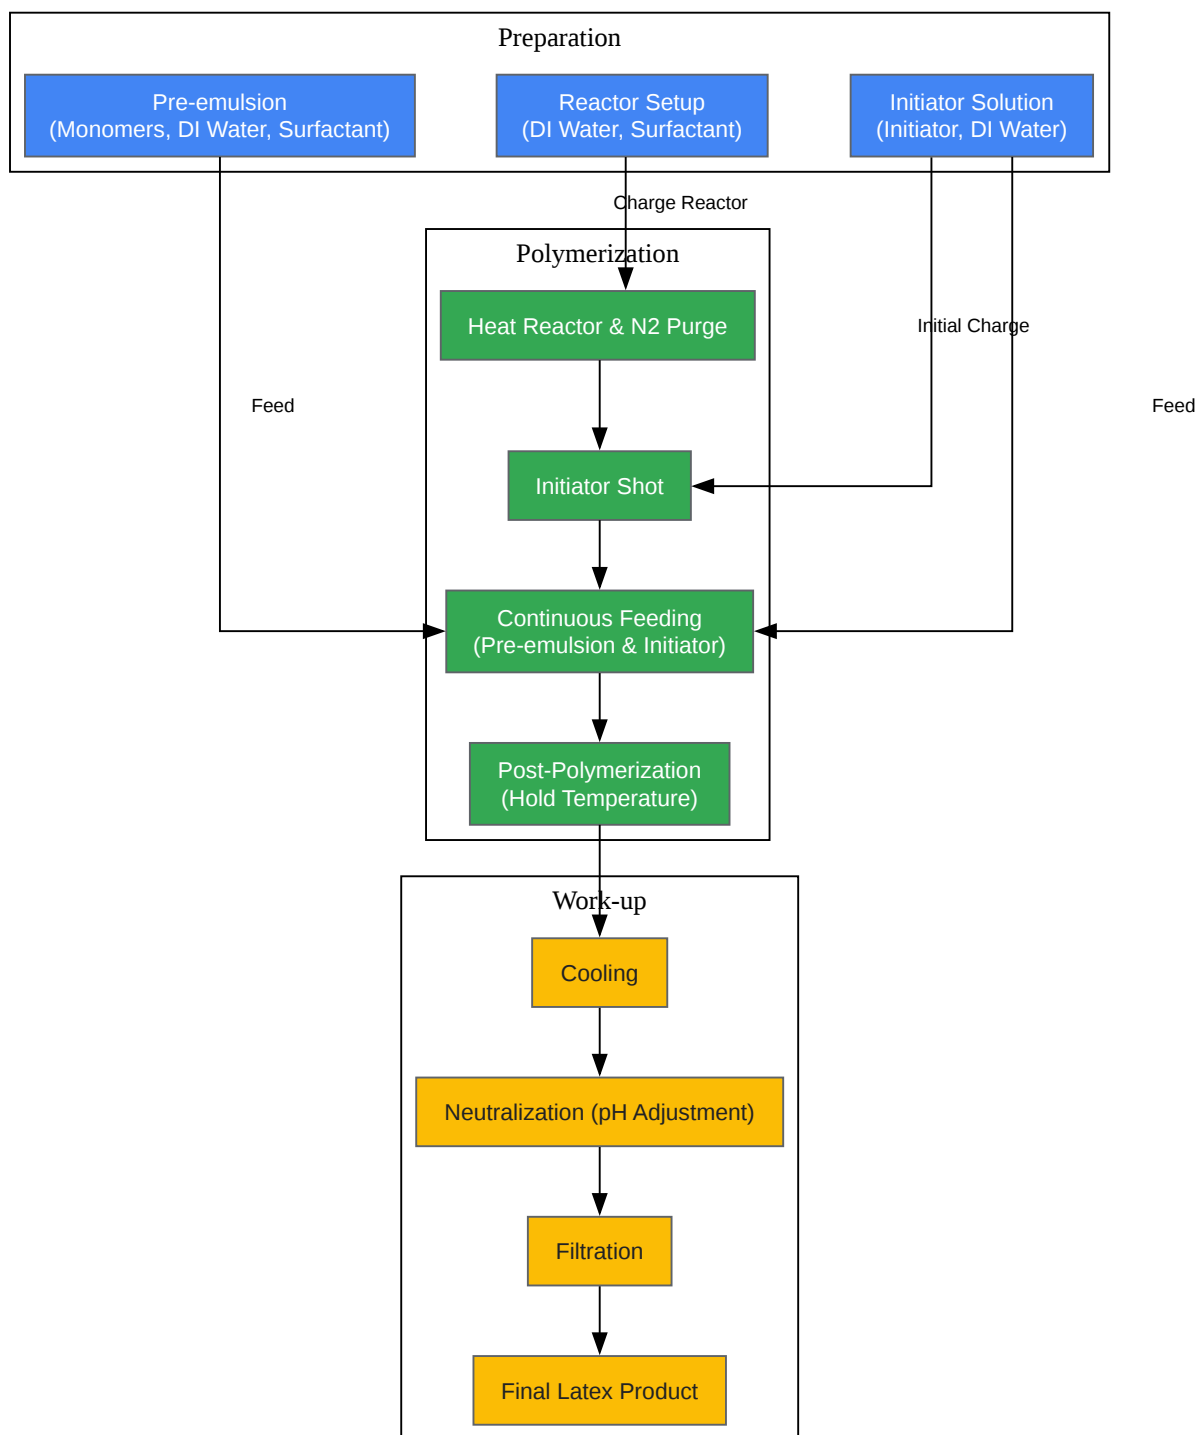 Preparation
Pre-emulsion
(Monomers, DI Water, Surfactant)
Reactor Setup
(DI Water, Surfactant)
Initiator Solution
(Initiator, DI Water)
Charge Reactor
Polymerization
Heat Reactor & N2 Purge
Initial Charge
Feed
Feed
Initiator Shot
Continuous Feeding
(Pre-emulsion & Initiator)
Post-Polymerization
(Hold Temperature)
Work-up
Cooling
Neutralization (pH Adjustment)
Filtration
Final Latex Product